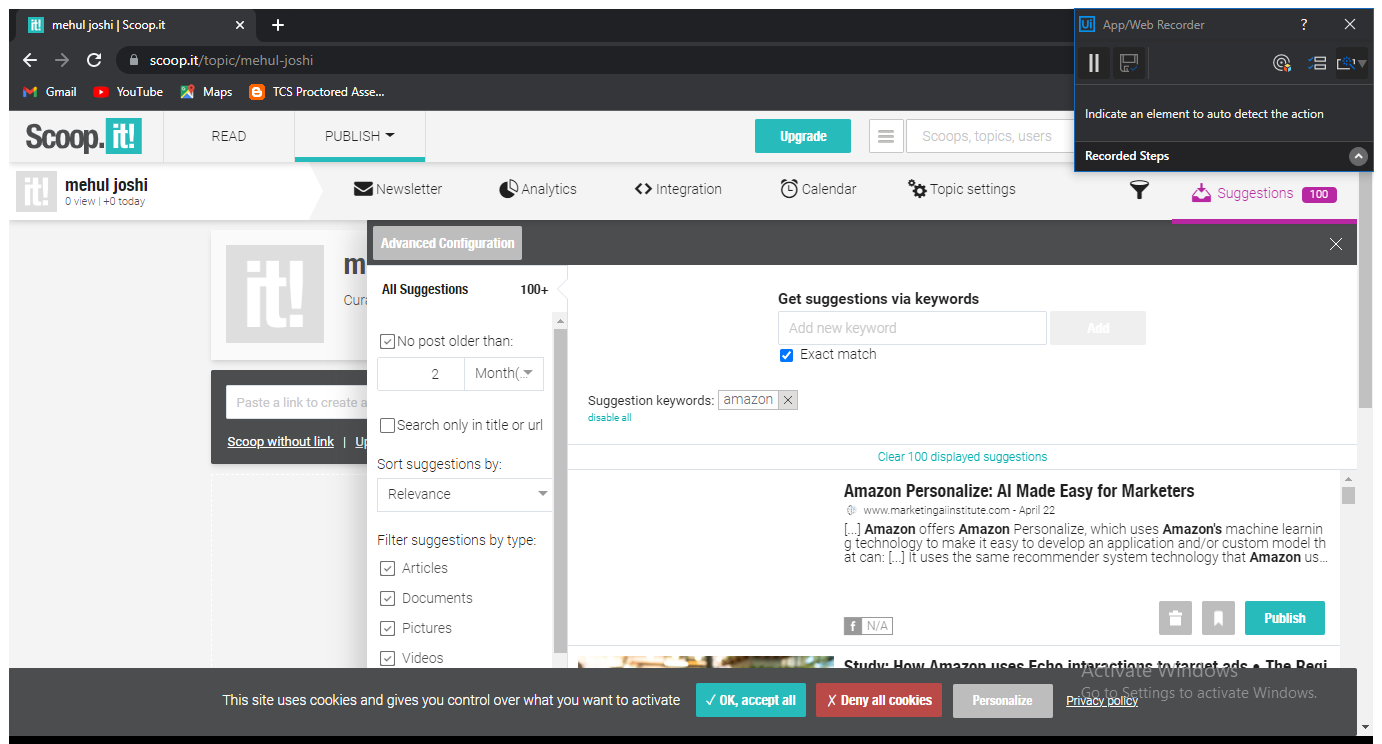 mehul joshi | Scoop.it
App/Web Recorder
scoop.it/topic/mehul-joshi
Gmail YouTube Maps TCS Proctored Asse...
Indicate an element to auto detect the action
Recorded Steps
Scoop.it!
READ
PUBLISH
Upgrade
Scoops, topics, users
it!
mehul joshi
0 view | +0 today
Newsletter
Analytics
Integration
Calendar
Topic settings
Suggestions 100
Advanced Configuration
it!
m
Cura
Paste a link to create a
Scoop without link | Up
All Suggestions 100+
No post older than:
2 Month(...
Search only in title or url
Sort suggestions by:
Relevance
Filter suggestions by type:
Articles
Documents
Pictures
Videos
Get suggestions via keywords
Add new keyword Add
Exact match
Suggestion keywords: amazon
disable all
Clear 100 displayed suggestions
Amazon Personalize: AI Made Easy for Marketers
www.marketingaiinstitute.com - April 22
[...] Amazon offers Amazon Personalize, which uses Amazon's machine learnin
g technology to make it easy to develop an application and/or custom model th
at can: [...] It uses the same recommender system technology that Amazon us...
f N/A
Publish
Study: How Amazon uses Echo interactions to target ads • The Regi
Activate Windows
Go to Settings to activate Windows.
This site uses cookies and gives you control over what you want to activate
✓ OK, accept all
✗ Deny all cookies
Personalize
Privacy policy